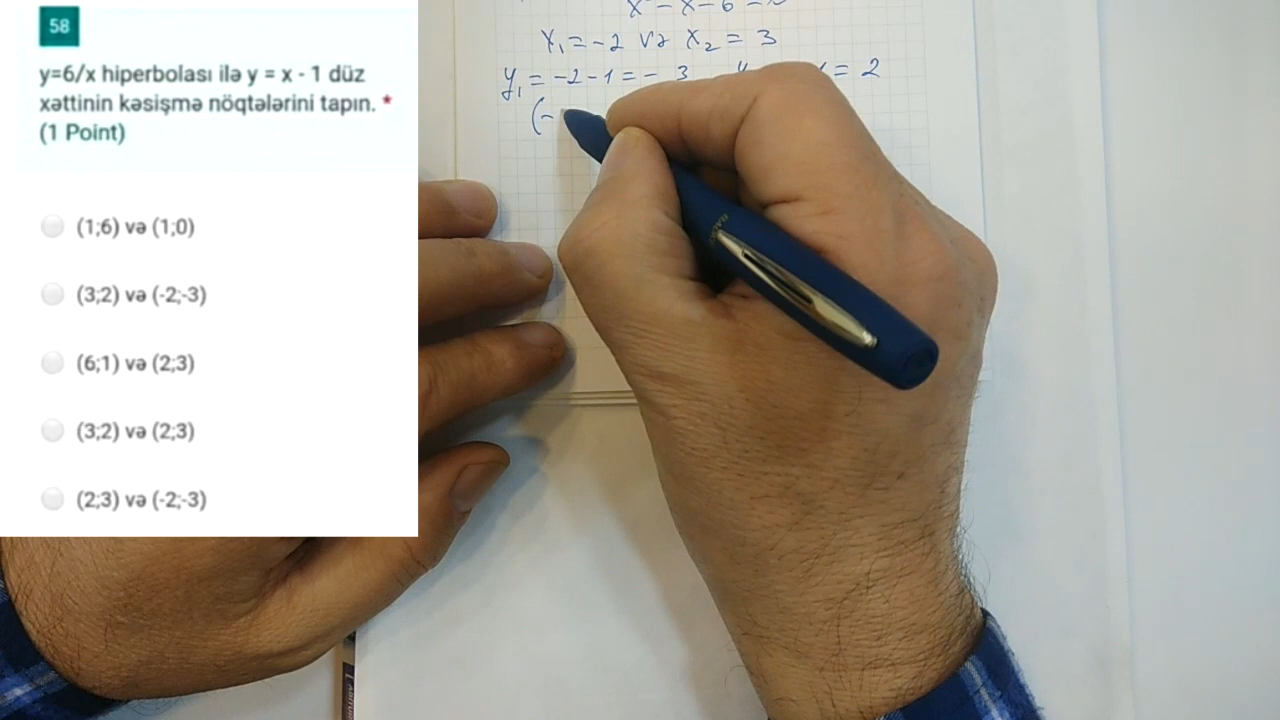 58
y=6/x hiperbolası ilə y = x - 1 düz
xəttinin kəsişmə nöqtələrini tapın. *
(1 Point)
(1;6) və (1;0)
(3;2) və (-2;-3)
(6;1) və (2;3)
(3;2) və (2;3)
(2;3) və (-2;-3)
x - x - 6 =
x₁ = -2 və x₂ = 3
y₁ = -2 - 1 = - 3 = 2
(-